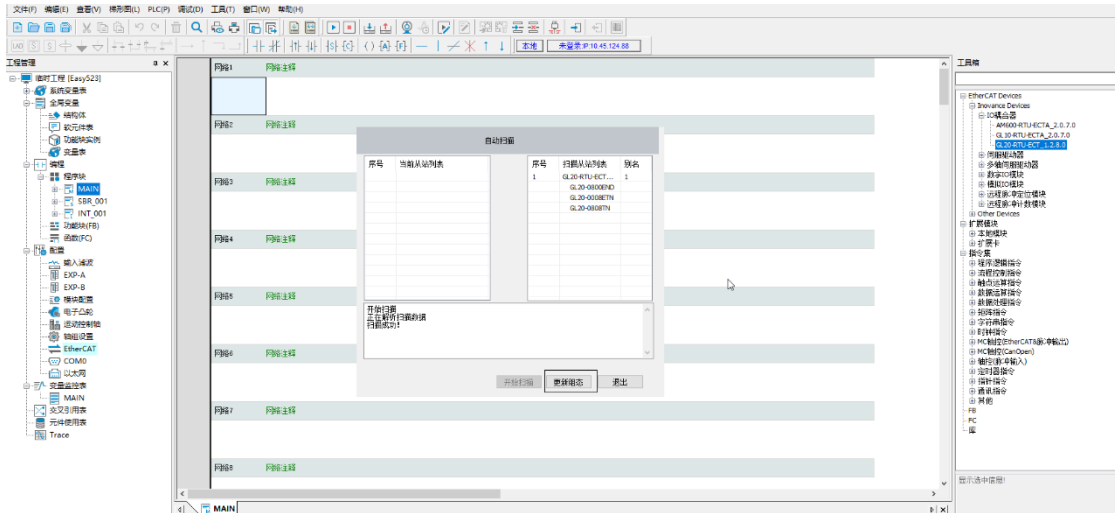 文件(F) 编辑(E) 查看(V) 梯形图(L) PLC(P) 调试(D) 工具(T) 窗口(W) 帮助(H)
本地 未登录:IP:10.45.124.88
工程管理
临时工程 [Easy523]
系统变量表
全局变量
结构体
软元件表
功能块实例
变量表
编程
程序块
MAIN
SBR_001
INT_001
功能块(FB)
函数(FC)
配置
输入滤波
EXP-A
EXP-B
模块配置
电子凸轮
运动控制轴
轴组设置
EtherCAT
COM0
以太网
变量监控表
MAIN
交叉引用表
元件使用表
Trace
网络1 网络注释
网络2 网络注释
网络3 网络注释
网络4 网络注释
网络5 网络注释
网络6 网络注释
网络7 网络注释
网络8 网络注释
MAIN
自动扫描
序号 当前从站列表
序号 扫描从站列表 别名
1 GL20-RTU-ECT... 1
GL20-0800END
GL20-0008ETN
GL20-0808TN
开始扫描
正在解析扫描数据
扫描成功!
开始扫描 更新组态 退出
工具箱
EtherCAT Devices
Inovance Devices
IO耦合器
AM600-RTU-ECTA_2.0.7.0
GL10-RTU-ECTA_2.0.7.0
GL20-RTU-ECT_1.2.8.0
伺服驱动器
多轴伺服驱动器
数字IO模块
模拟IO模块
远程脉冲定位模块
远程脉冲计数模块
Other Devices
扩展模块
本地模块
扩展卡
指令集
程序逻辑指令
流程控制指令
触点运算指令
数据运算指令
数据处理指令
矩阵指令
字符串指令
时钟指令
MC轴控(EtherCAT&脉冲输出)
MC轴控(CanOpen)
轴控(脉冲输入)
定时器指令
指针指令
通讯指令
其他
FB
FC
库
显示选中信息!